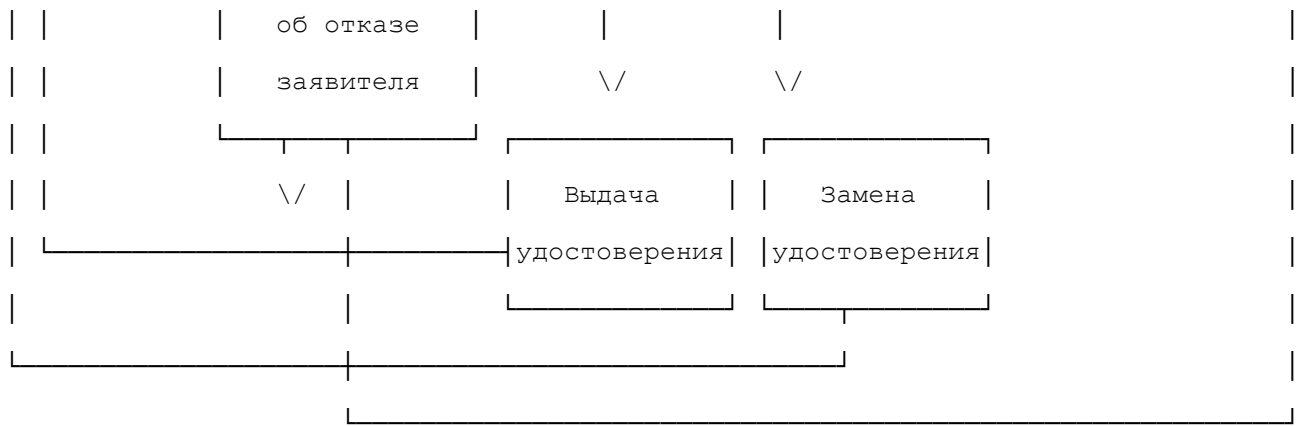 об отказе
заявителя
Выдача Замена
удостоверения удостоверения